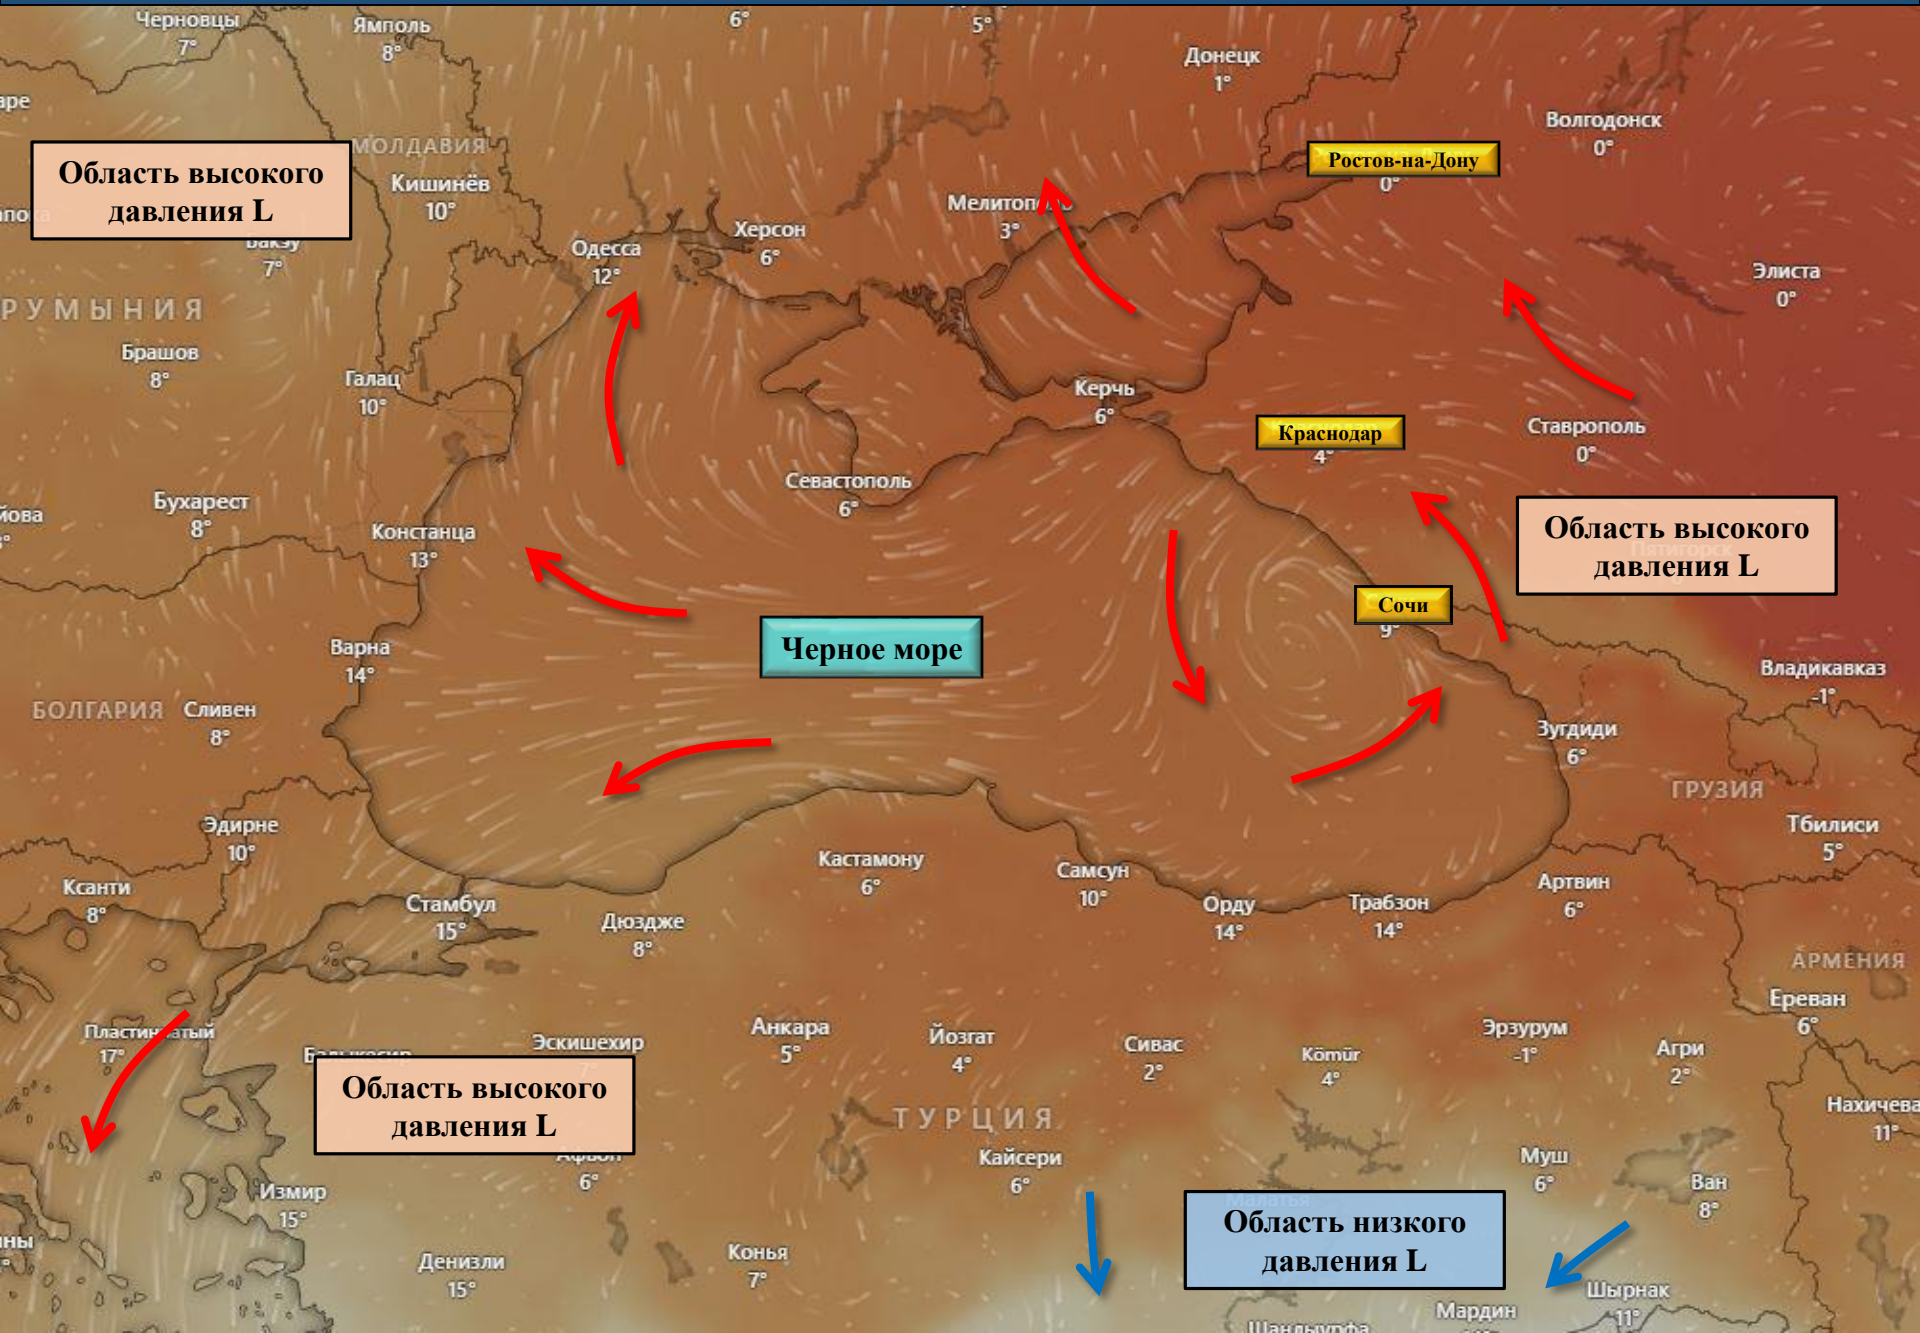 Черновцы
7°
Ямполь
8°
6°
5°
Донецк
1°
Волгодонск
0°
МОЛДАВИЯ
Область высокого
давления L
Кишинёв
10°
Ростов-на-Дону
0°
Мелитополь
3°
Херсон
6°
Одесса
12°
7°
Элиста
0°
РУМЫНИЯ
Брашов
8°
Галац
10°
Керчь
6°
Краснодар
4°
Ставрополь
0°
Севастополь
6°
Бухарест
8°
Констанца
13°
Область высокого
давления L
Сочи
9°
Черное море
Варна
14°
Владикавказ
-1°
БОЛГАРИЯ
Сливен
8°
Зугдиди
6°
ГРУЗИЯ
Тбилиси
5°
Эдирне
10°
Кастамону
6°
Самсун
10°
Артвин
6°
Ксанти
8°
Стамбул
15°
Дюздже
8°
Орду
14°
Трабзон
14°
АРМЕНИЯ
Ереван
6°
Пластинчатый
17°
Эскишехир
Анкара
5°
Йозгат
4°
Сивас
2°
Kömür
4°
Эрзурум
-1°
Агри
2°
Область высокого
давления L
ТУРЦИЯ
Нахичева
11°
6°
Кайсери
6°
Муш
6°
Ван
8°
Измир
15°
Область низкого
давления L
Денизли
15°
Конья
7°
Шырнак
11°
Мардин